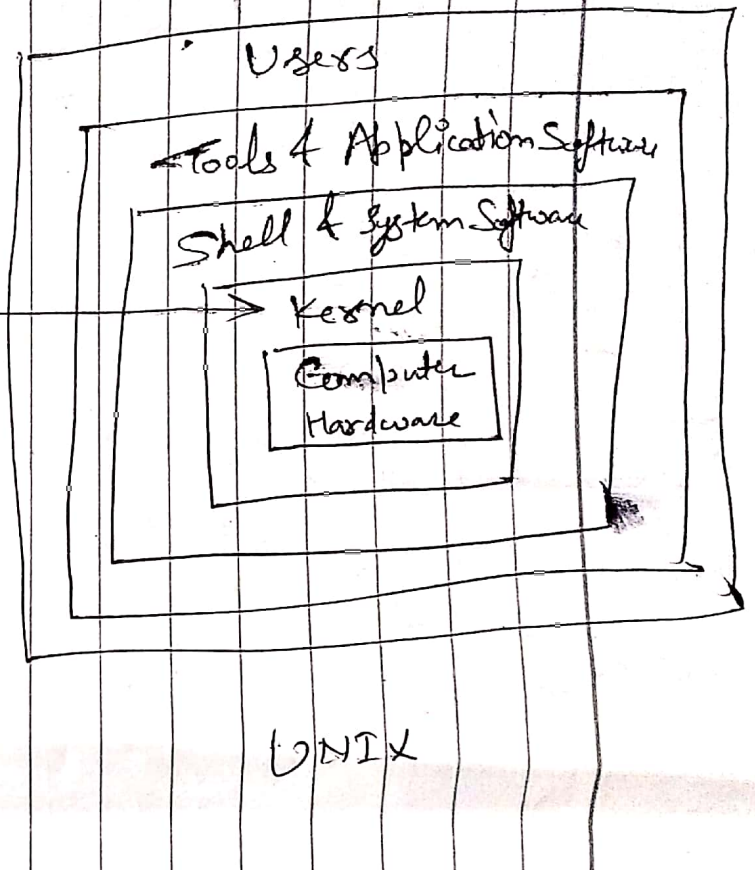 Users
Tools & Application Software
Shell & System Software
Kernel
Computer
Hardware
UNIX